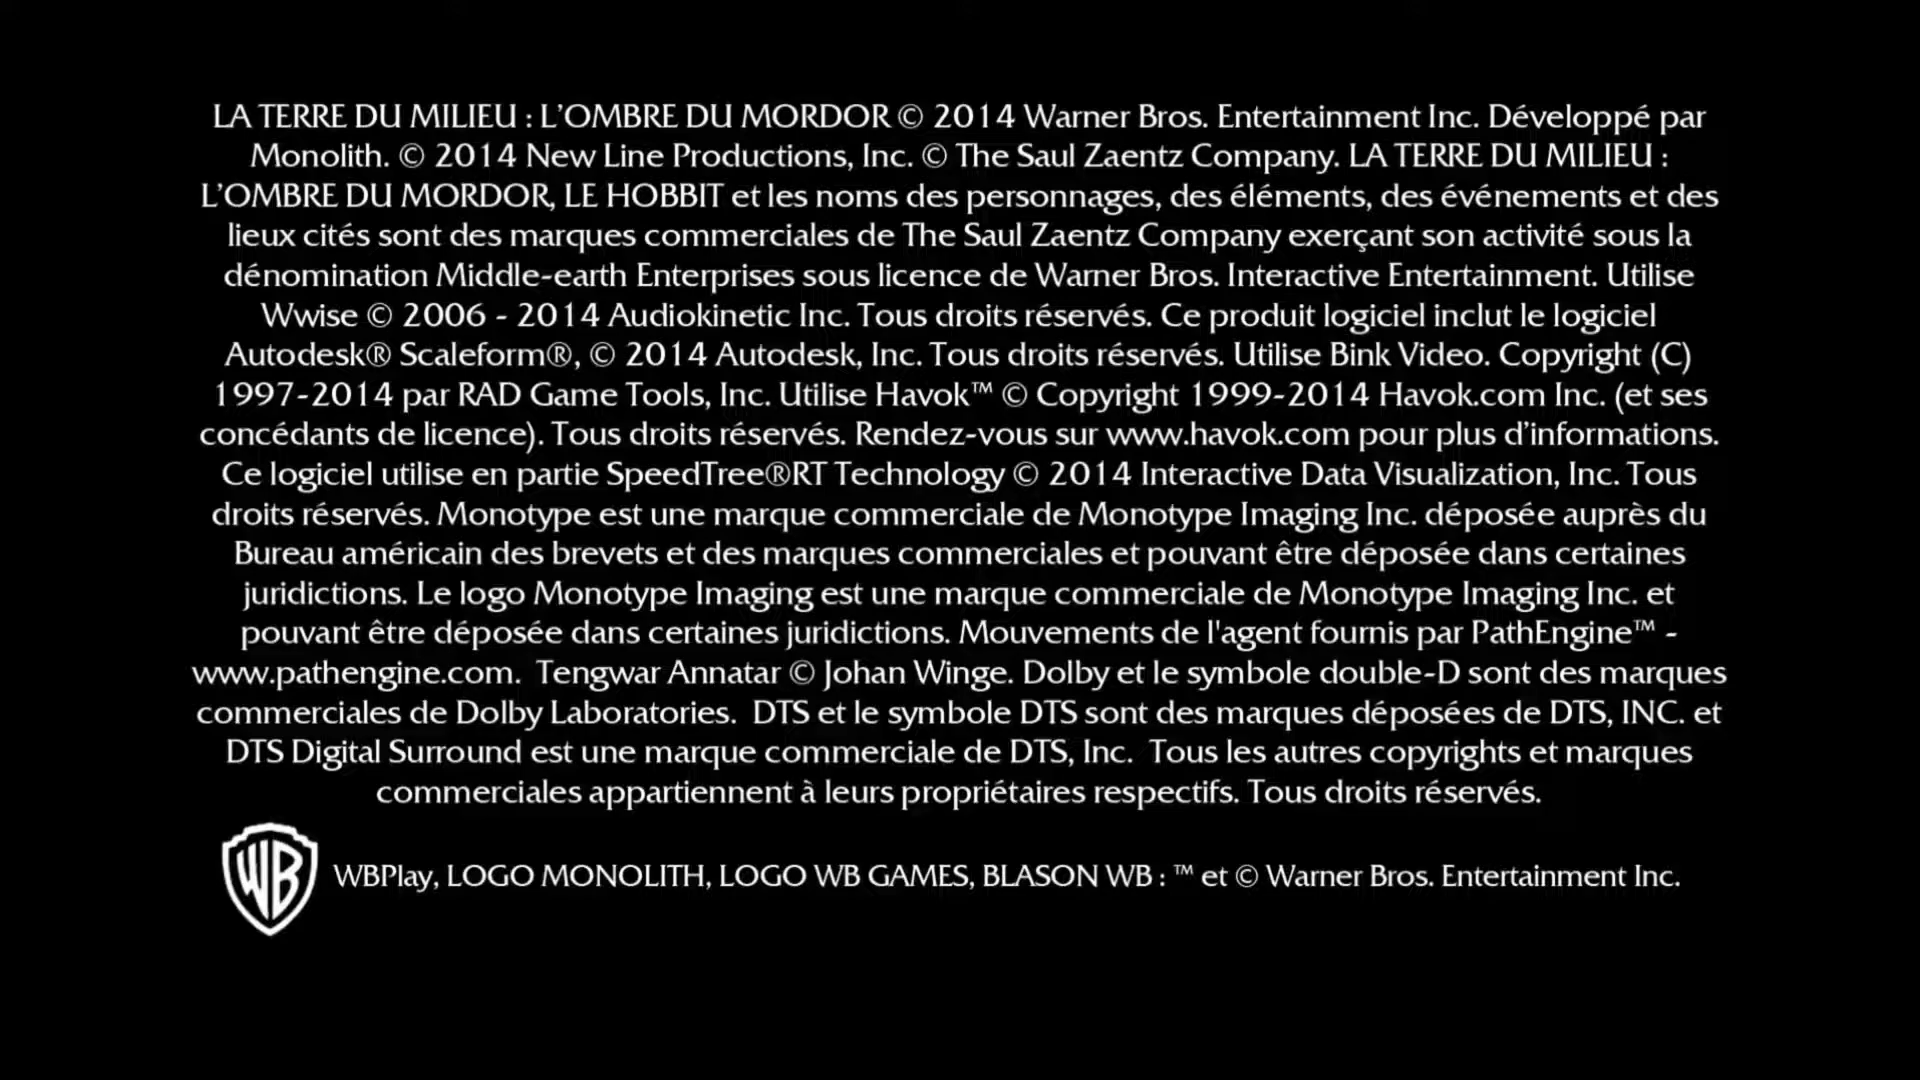 LA TERRE DU MILIEU : L’OMBRE DU MORDOR © 2014 Warner Bros. Entertainment Inc. Développé par
Monolith. © 2014 New Line Productions, Inc. © The Saul Zaentz Company. LA TERRE DU MILIEU :
L’OMBRE DU MORDOR, LE HOBBIT et les noms des personnages, des éléments, des événements et des
lieux cités sont des marques commerciales de The Saul Zaentz Company exerçant son activité sous la
dénomination Middle-earth Enterprises sous licence de Warner Bros. Interactive Entertainment. Utilise
Wwise © 2006 - 2014 Audiokinetic Inc. Tous droits réservés. Ce produit logiciel inclut le logiciel
Autodesk® Scaleform®, © 2014 Autodesk, Inc. Tous droits réservés. Utilise Bink Video. Copyright (C)
1997-2014 par RAD Game Tools, Inc. Utilise Havok™ © Copyright 1999-2014 Havok.com Inc. (et ses
concédants de licence). Tous droits réservés. Rendez-vous sur www.havok.com pour plus d’informations.
Ce logiciel utilise en partie SpeedTree®RT Technology © 2014 Interactive Data Visualization, Inc. Tous
droits réservés. Monotype est une marque commerciale de Monotype Imaging Inc. déposée auprès du
Bureau américain des brevets et des marques commerciales et pouvant être déposée dans certaines
juridictions. Le logo Monotype Imaging est une marque commerciale de Monotype Imaging Inc. et
pouvant être déposée dans certaines juridictions. Mouvements de l'agent fournis par PathEngine™ -
www.pathengine.com.  Tengwar Annatar © Johan Winge. Dolby et le symbole double-D sont des marques
commerciales de Dolby Laboratories.  DTS et le symbole DTS sont des marques déposées de DTS, INC. et
DTS Digital Surround est une marque commerciale de DTS, Inc.  Tous les autres copyrights et marques
commerciales appartiennent à leurs propriétaires respectifs. Tous droits réservés.
WB WBPlay, LOGO MONOLITH, LOGO WB GAMES, BLASON WB : ™ et © Warner Bros. Entertainment Inc.